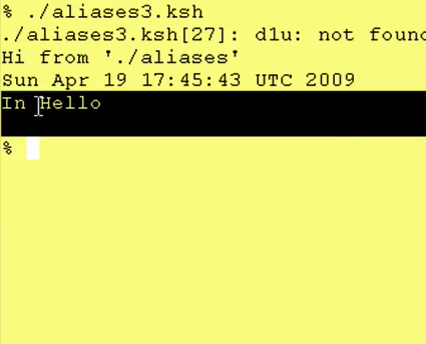 % ./aliases3.ksh
./aliases3.ksh[27]: d1u: not foun
Hi from './aliases'
Sun Apr 19 17:45:43 UTC 2009
In Hello
%